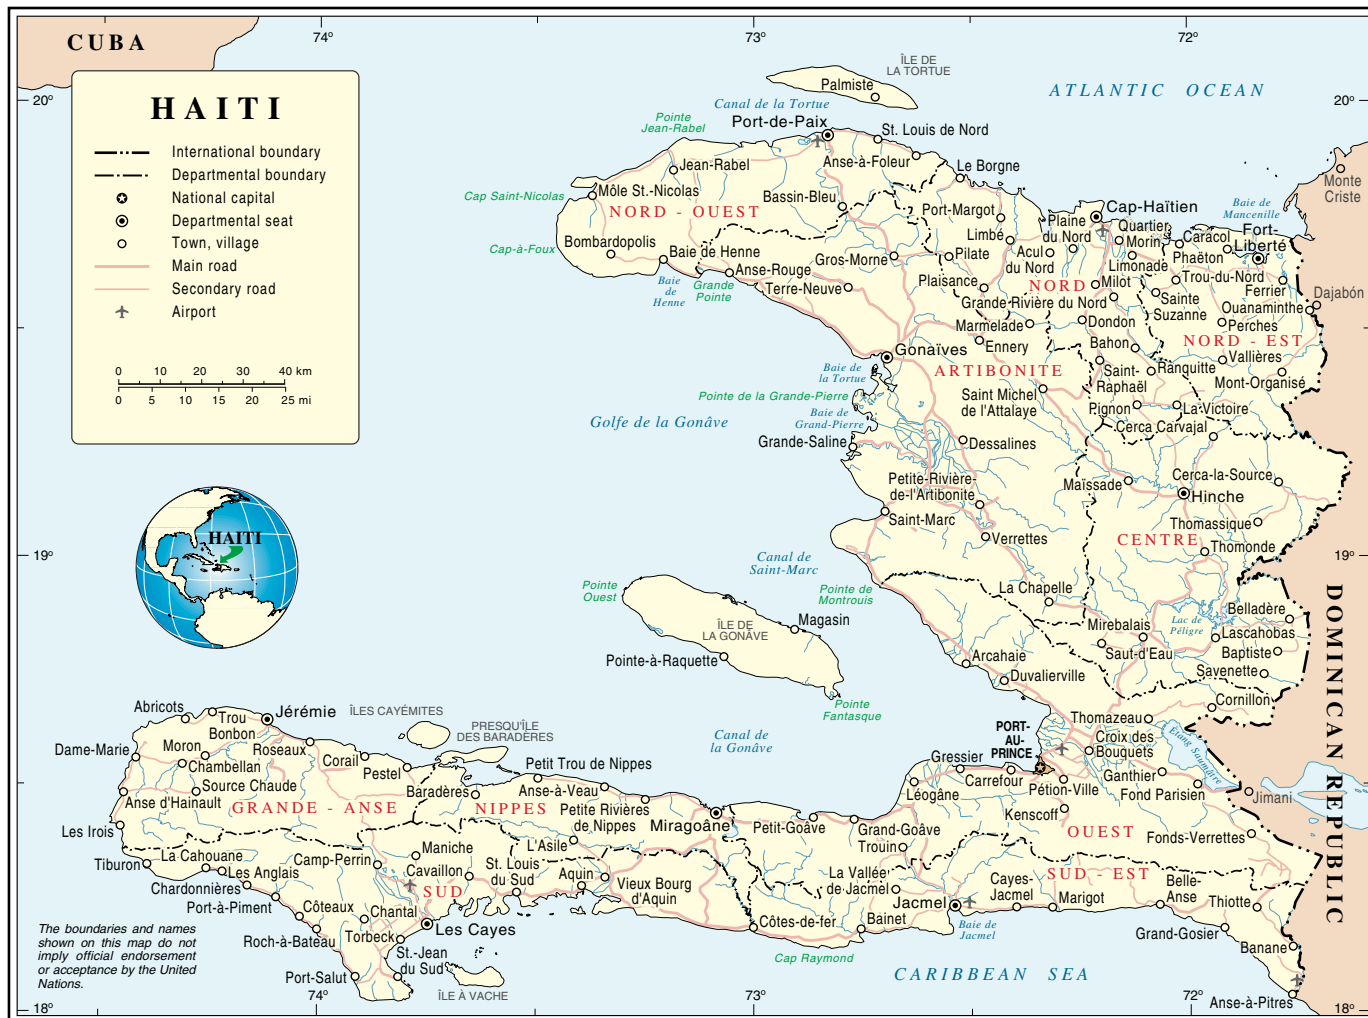 CUBA
74°
73°
72°
20°
20°
HAITI
International boundary
Departmental boundary
National capital
Departmental seat
Town, village
Main road
Secondary road
Airport
0 10 20 30 40 km
0 5 10 15 20 25 mi
ÎLE DE
LA TORTUE
Palmiste
ATLANTIC OCEAN
Canal de la Tortue
Pointe
Jean-Rabel
Port-de-Paix
St. Louis de Nord
Anse-à-Foleur
Jean-Rabel
Le Borgne
Cap Saint-Nicolas
Môle St.-Nicolas
Bassin-Bleu
NORD - OUEST
Port-Margot
Cap-Haïtien
Baie de
Mancenille
Monte
Criste
Plaine
du Nord
Quartier
Morin
Caracol
Fort-
Liberté
Limbé
Cap-à-Foux
Bombardopolis
Baie de Henne
Gros-Morne
Pilate
Acul
du Nord
Limonade
Phaëton
Anse-Rouge
Baie
de
Henne
Grande
Pointe
Terre-Neuve
Plaisance
NORD
Milot
Trou-du-Nord
Ferrier
Dajabón
Grande Rivière du Nord
Sainte
Suzanne
Ouanaminthe
Marmelade
Dondon
Perches
Ennery
Bahon
NORD - EST
Gonaïves
Vallières
ARTIBONITE
Saint-
Raphaël
Ranquitte
Mont-Organisé
Baie de
la Tortue
Pointe de la Grande-Pierre
Saint Michel
de l'Attalaye
Pignon
La Victoire
Baie de
Grand-Pierre
Golfe de la Gonâve
Cerca Carvajal
Grande-Saline
Dessalines
Petite-Rivière-
de-l'Artibonite
Maïssade
Cerca-la-Source
Hinche
Saint-Marc
Thomassique
Verrettes
CENTRE
Thomonde
HAITI
19°
19°
Canal de
Saint-Marc
Pointe
Ouest
Pointe de
Montrouis
La Chapelle
Belladère
ÎLE DE
LA GONÂVE
Magasin
Mirebalais
Lac de
Péligre
Lascahobas
Pointe-à-Raquette
Saut-d'Eau
Baptiste
Arcahaie
Savenette
Duvalierville
Pointe
Fantasque
Cornillon
DOMINICAN REPUBLIC
Abricots
Jérémie
ÎLES CAYÉMITES
Trou
Bonbon
PRESQU'ÎLE
DES BARADÈRES
Canal de
la Gonâve
PORT-
AU-
PRINCE
Thomazeau
Croix des
Bouquets
Etang Saumâtre
Dame-Marie
Moron
Roseaux
Chambellan
Corail
Pestel
Petit Trou de Nippes
Gressier
Carrefour
Ganthier
Source Chaude
Baradères
Anse-à-Veau
Léogâne
Pétion-Ville
Fond Parisien
Jimani
Anse d'Hainault
GRANDE - ANSE
NIPPES
Petite Rivières
de Nippes
Miragoâne
Petit-Goâve
Grand-Goâve
Kenscoff
OUEST
Fonds-Verrettes
Les Irois
Trouin
L'Asile
Tiburon
La Cahouane
Les Anglais
Camp-Perrin
Maniche
Cavaillon
St. Louis
du Sud
Aquin
Vieux Bourg
d'Aquin
La Vallée
de Jacmel
Cayes-
Jacmel
SUD - EST
Belle-
Anse
Chardonnières
Port-à-Piment
SUD
Jacmel
Marigot
Thiotte
Côteaux
Chantal
Les Cayes
Côtes-de-fer
Bainet
Baie de
Jacmel
Grand-Gosier
Roch-à-Bateau
Torbeck
Banane
St.-Jean
du Sud
Port-Salut
Cap Raymond
CARIBBEAN SEA
ÎLE À VACHE
Anse-à-Pitres
The boundaries and names
shown on this map do not
imply official endorsement
or acceptance by the United
Nations.
18°
18°
74°
73°
72°